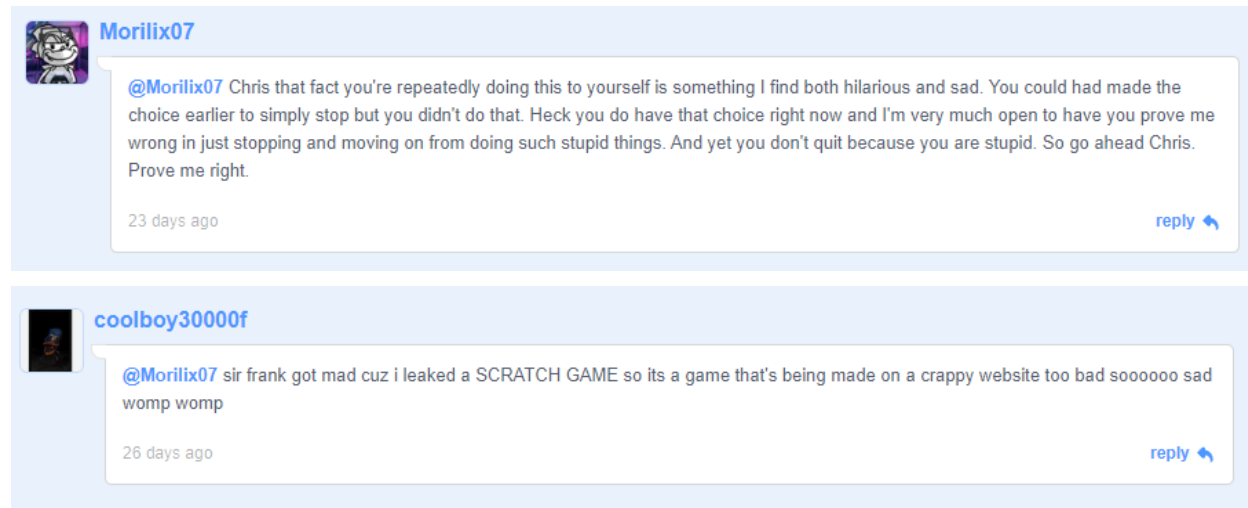 Morilix07
@Morilix07 Chris that fact you're repeatedly doing this to yourself is something I find both hilarious and sad. You could had made the
choice earlier to simply stop but you didn't do that. Heck you do have that choice right now and I'm very much open to have you prove me
wrong in just stopping and moving on from doing such stupid things. And yet you don't quit because you are stupid. So go ahead Chris.
Prove me right.
23 days ago
reply
coolboy30000f
@Morilix07 sir frank got mad cuz i leaked a SCRATCH GAME so its a game that's being made on a crappy website too bad soooooo sad
womp womp
26 days ago
reply